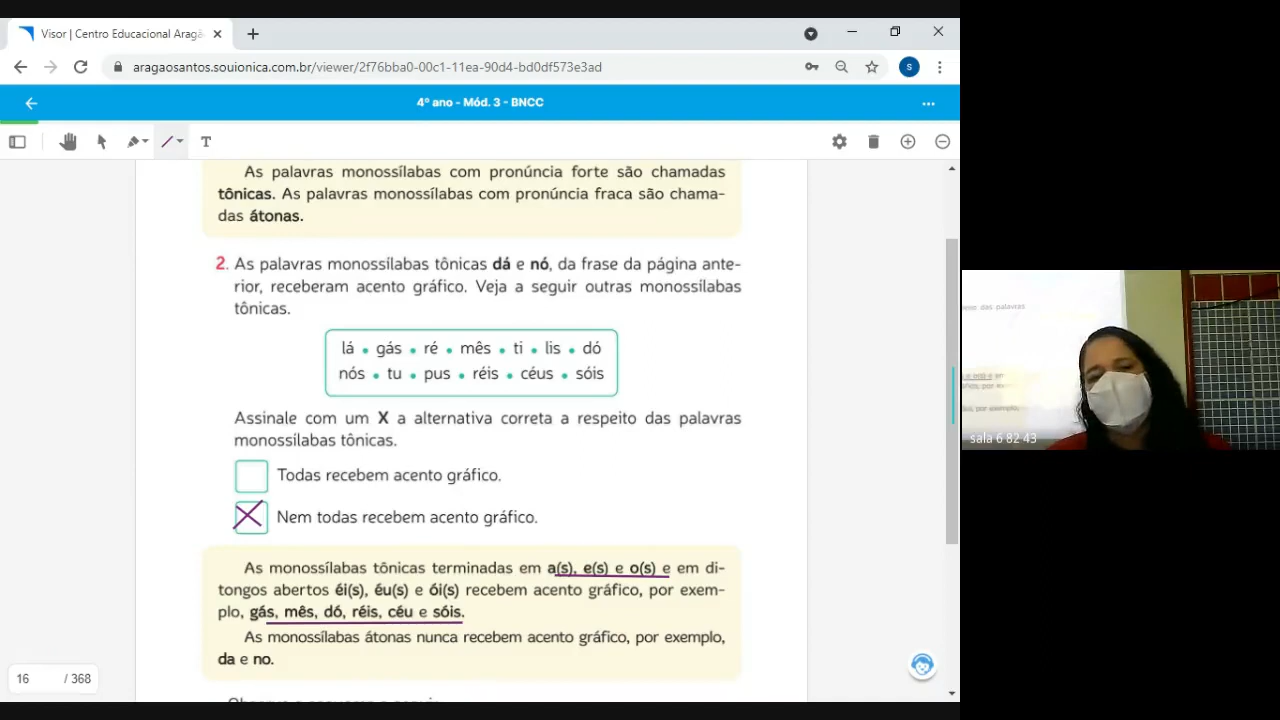 Visor | Centro Educacional Aragã
aragaosantos.souionica.com.br/viewer/2f76bba0-00c1-11ea-90d4-bd0df573e3ad
s
4º ano - Mód. 3 - BNCC
T
As palavras monossílabas com pronúncia forte são chamadas
tônicas. As palavras monossílabas com pronúncia fraca são chama-
das átonas.
2. As palavras monossílabas tônicas dá e nó, da frase da página ante-
rior, receberam acento gráfico. Veja a seguir outras monossílabas
tônicas.
lá • gás • ré • mês • ti • lis • dó
nós • tu • pus • réis • céus • sóis
Assinale com um X a alternativa correta a respeito das palavras
monossílabas tônicas.
Todas recebem acento gráfico.
X Nem todas recebem acento gráfico.
As monossílabas tônicas terminadas em a(s), e(s) e o(s) e em di-
tongos abertos éi(s), éu(s) e ói(s) recebem acento gráfico, por exem-
plo, gás, mês, dó, réis, céu e sóis.
As monossílabas átonas nunca recebem acento gráfico, por exemplo,
da e no.
16 / 368
das palavras
por exemplo,
sala 6 82 43